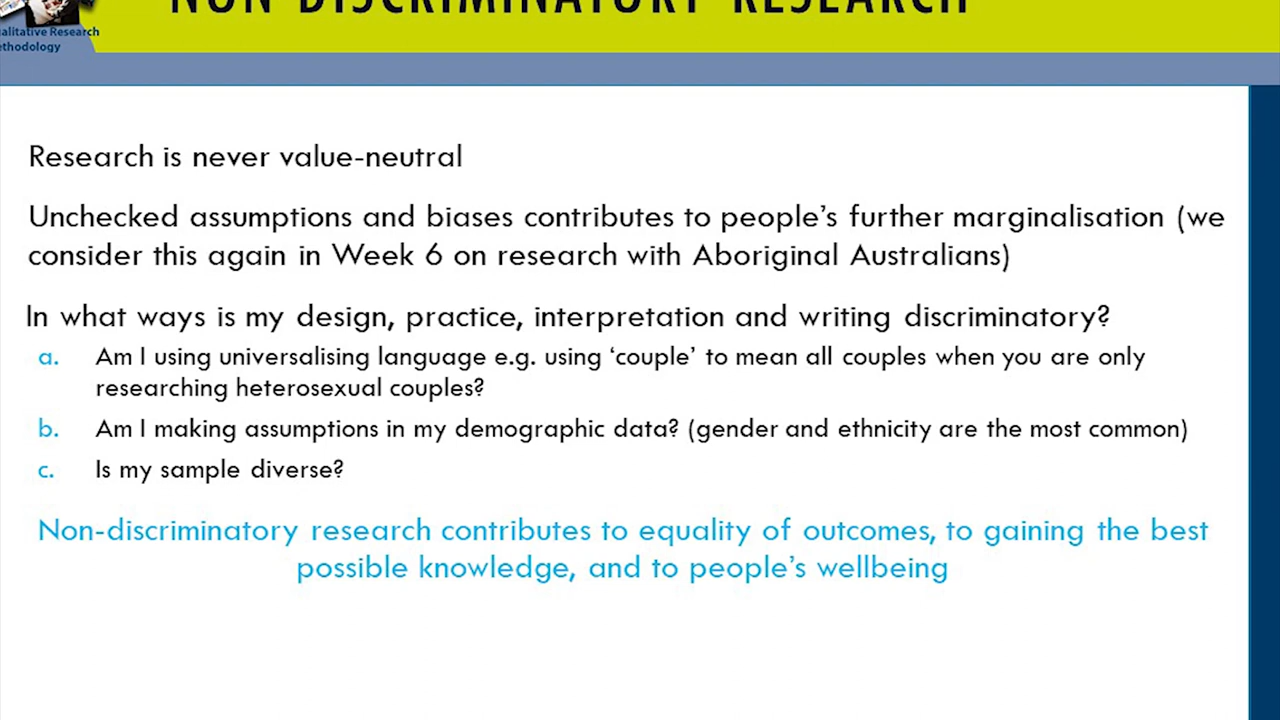 NON DISCRIMINATORY RESEARCH
alitative Research
ethodology
Research is never value-neutral
Unchecked assumptions and biases contributes to people's further marginalisation (we
consider this again in Week 6 on research with Aboriginal Australians)
In what ways is my design, practice, interpretation and writing discriminatory?
a. Am I using universalising language e.g. using 'couple' to mean all couples when you are only
researching heterosexual couples?
b. Am I making assumptions in my demographic data? (gender and ethnicity are the most common)
c. Is my sample diverse?
Non-discriminatory research contributes to equality of outcomes, to gaining the best
possible knowledge, and to people's wellbeing